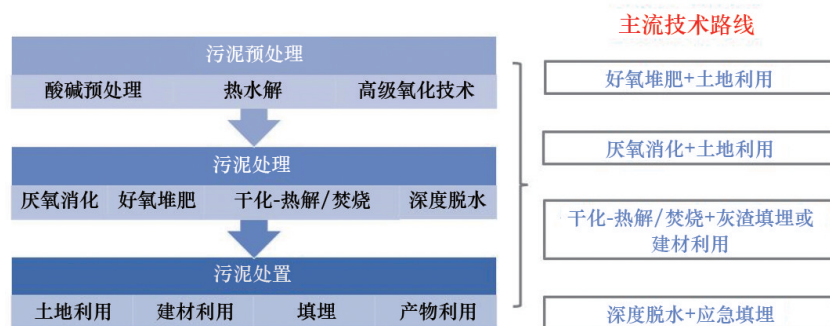 主流技术路线
污泥预处理
酸碱预处理 热水解 高级氧化技术
污泥处理
厌氧消化 好氧堆肥 干化-热解/焚烧 深度脱水
污泥处置
土地利用 建材利用 填埋 产物利用
好氧堆肥+土地利用
厌氧消化+土地利用
干化-热解/焚烧+灰渣填埋或
建材利用
深度脱水+应急填埋